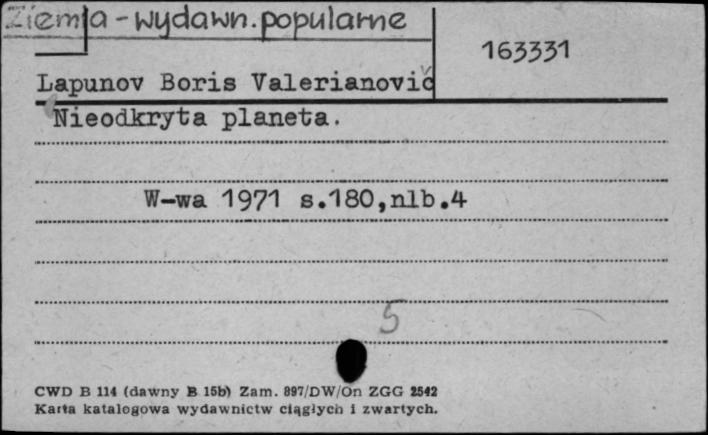 Ziemia - wydawn. popularne
163331
Lapunov Boris Valerianovič
Nieodkryta planeta.
W-wa 1971 s.180,nlb.4
5
CWD B 114 (dawny B 15b) Zam. 897/DW/On ZGG 2542
Karta katalogowa wydawnictw ciągłych i zwartych.